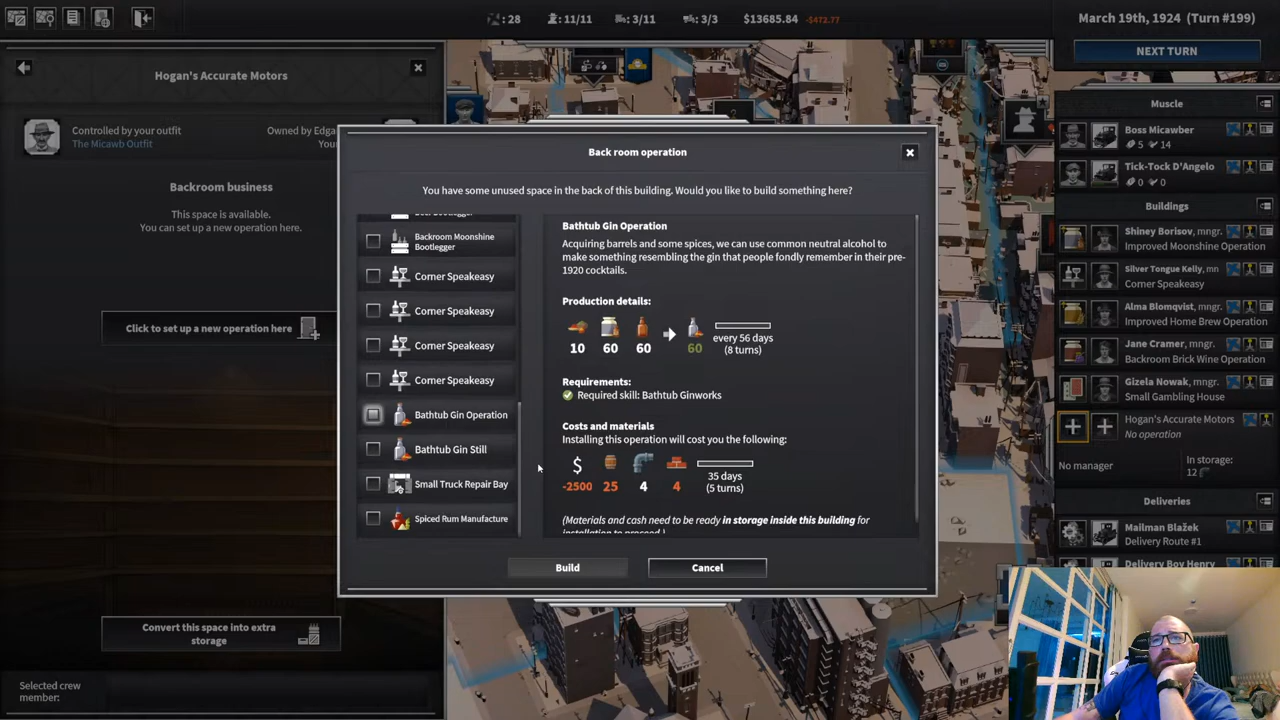 : 28
: 11/11
: 3/11
: 3/3
$13685.84 -$472.77
March 19th, 1924 (Turn #199)
NEXT TURN
Hogan's Accurate Motors
Controlled by your outfit
The Micawb Outfit
Owned by Edga
Your
Backroom business
This space is available.
You can set up a new operation here.
Click to set up a new operation here
Convert this space into extra
storage
Selected crew
member:
Back room operation
You have some unused space in the back of this building. Would you like to build something here?
Backroom Moonshine
Bootlegger
Corner Speakeasy
Corner Speakeasy
Corner Speakeasy
Corner Speakeasy
Bathtub Gin Operation
Bathtub Gin Still
Small Truck Repair Bay
Spiced Rum Manufacture
Bathtub Gin Operation
Acquiring barrels and some spices, we can use common neutral alcohol to
make something resembling the gin that people fondly remember in their pre-
1920 cocktails.
Production details:
10 60 60 60
every 56 days
(8 turns)
Requirements:
Required skill: Bathtub Ginworks
Costs and materials
Installing this operation will cost you the following:
$
-2500 25 4 4
35 days
(5 turns)
(Materials and cash need to be ready in storage inside this building for
installation to proceed.)
Build
Cancel
2
Muscle
Boss Micawber
5 14
Tick-Tock D'Angelo
0 0
Buildings
Shiney Borisov, mngr.
Improved Moonshine Operation
Silver Tongue Kelly, mn
Corner Speakeasy
Alma Blomqvist, mngr.
Improved Home Brew Operation
Jane Cramer, mngr.
Backroom Brick Wine Operation
Gizela Nowak, mngr.
Small Gambling House
Hogan's Accurate Motors
No operation
No manager
In storage:
12
Deliveries
Mailman Blažek
Delivery Route #1
Delivery Boy Henry